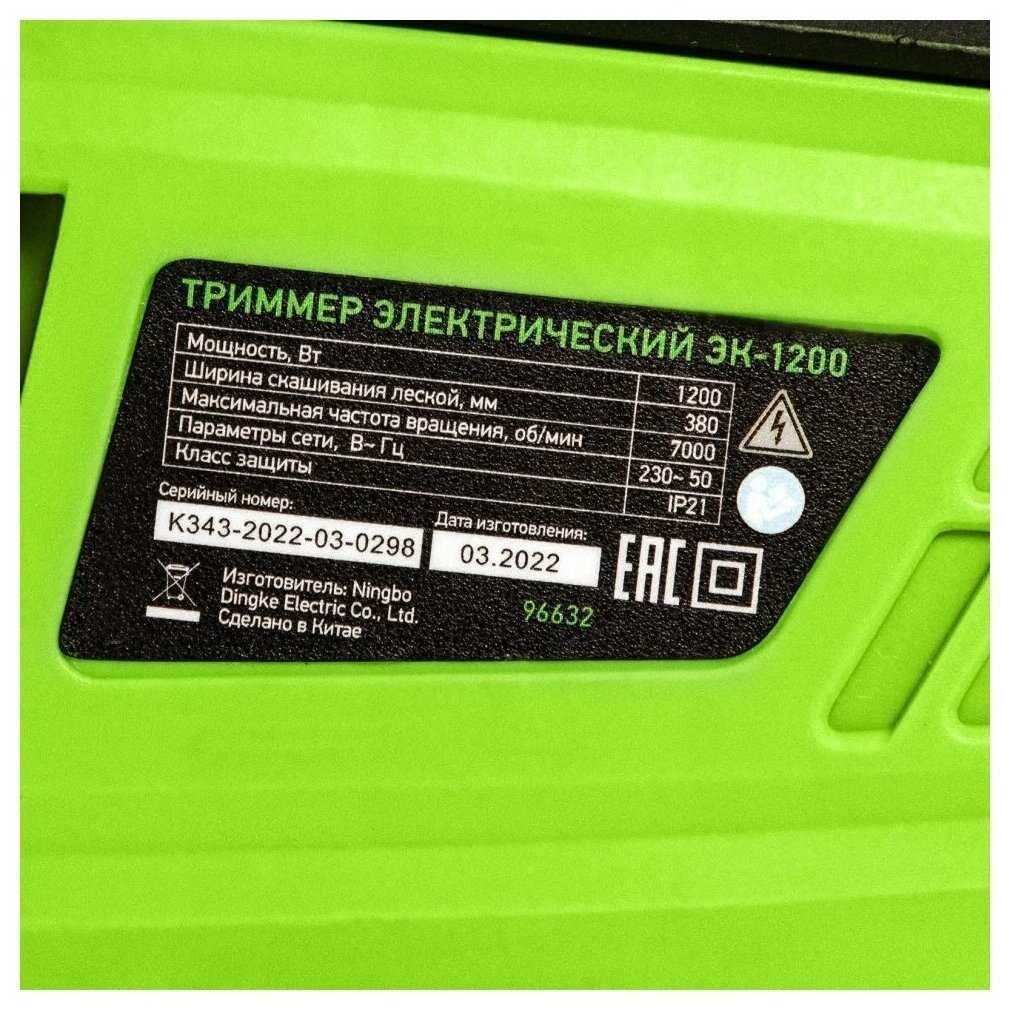 ТРИММЕР ЭЛЕКТРИЧЕСКИЙ ЭК-1200
Мощность, Вт 1200
Ширина скашивания леской, мм 380
Максимальная частота вращения, об/мин 7000
Параметры сети, В~ Гц 230~ 50
Класс защиты IP21
Серийный номер: Дата изготовления:
K343-2022-03-0298 03.2022
Изготовитель: Ningbo
Dingke Electric Co., Ltd.
Сделано в Китае
96632
EAC